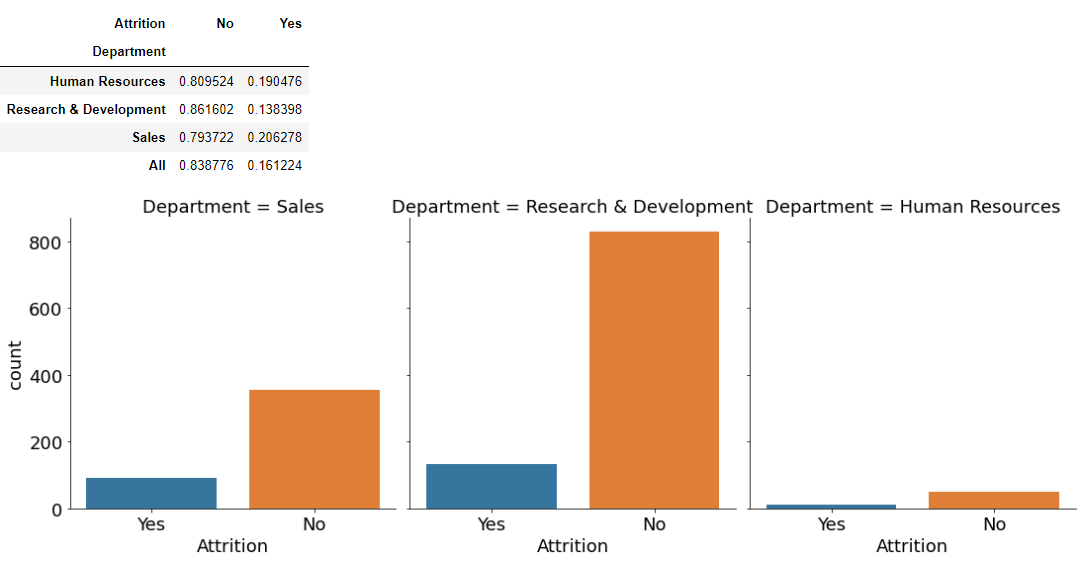 Attrition No Yes
Department
Human Resources 0.809524 0.190476
Research & Development 0.861602 0.138398
Sales 0.793722 0.206278
All 0.838776 0.161224
Department = Sales Department = Research & Development Department = Human Resources
800
600
400
200
0
count
Yes No Yes No Yes No
Attrition Attrition Attrition